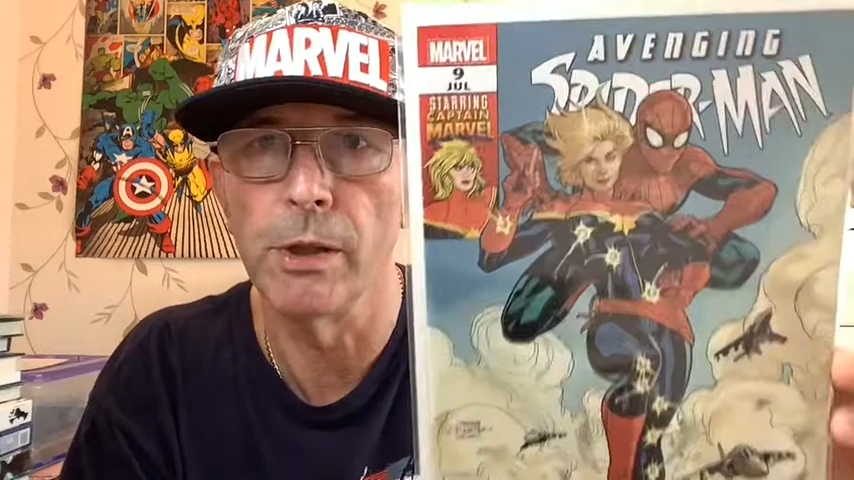 MARVEL
MARVEL
9
JUL
STARRING
CAPTAIN
MARVEL
AVENGING
SPIDER-MAN